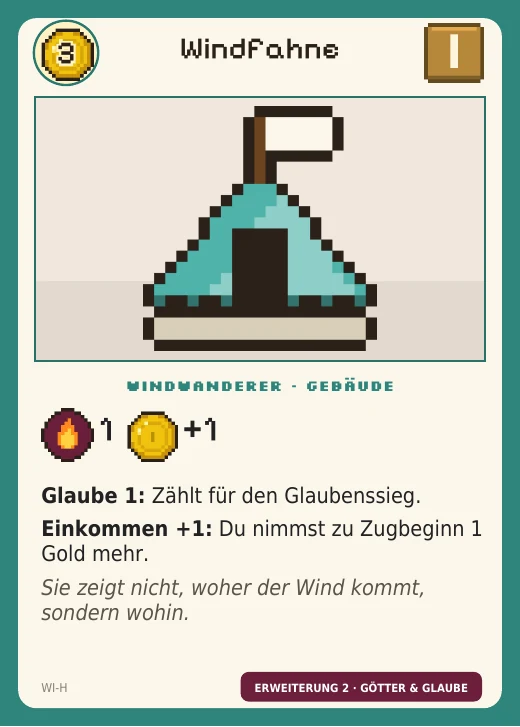 3
Windfahne
I
WINDWANDERER · GEBÄUDE
1
+1
Glaube 1: Zählt für den Glaubenssieg.
Einkommen +1: Du nimmst zu Zugbeginn 1
Gold mehr.
Sie zeigt nicht, woher der Wind kommt,
sondern wohin.
WI-H
ERWEITERUNG 2 · GÖTTER & GLAUBE